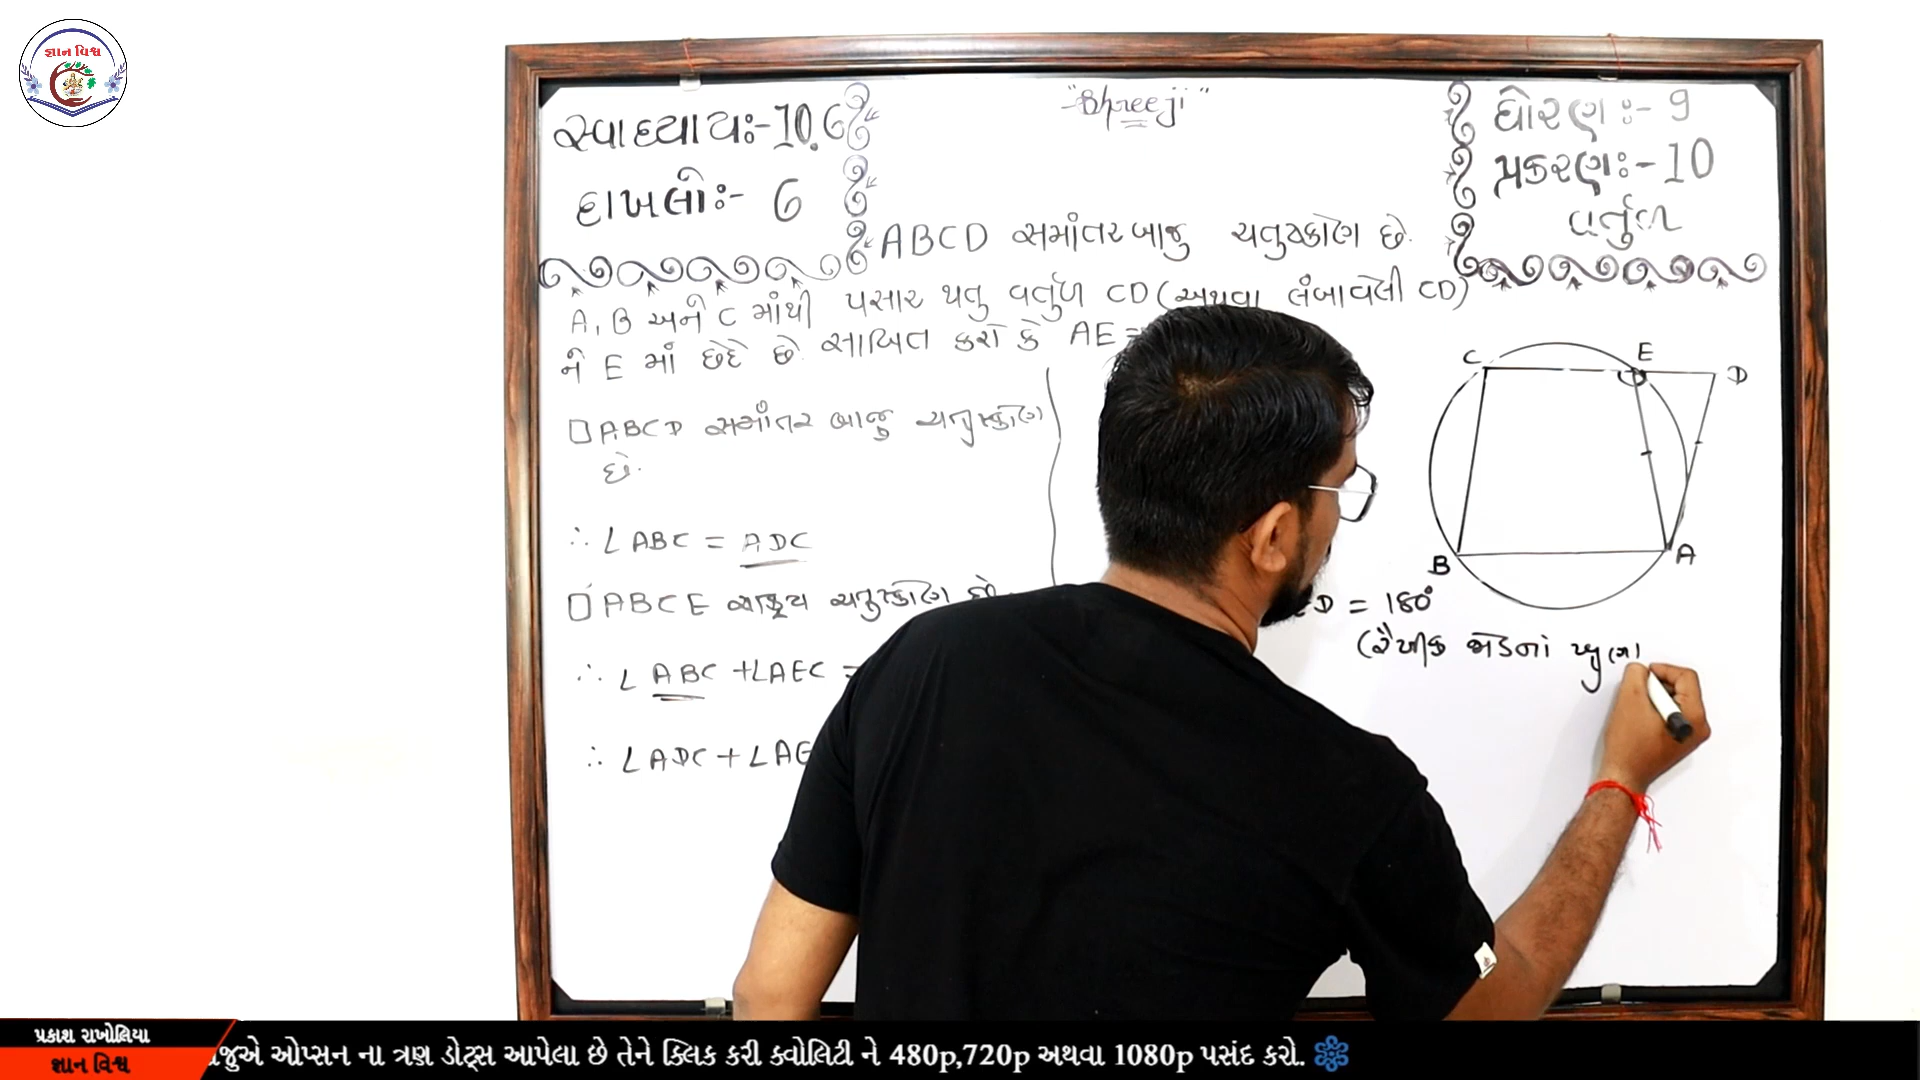 જ્ઞાન વિશ્વ
"Shreeji"
સ્વાધ્યાયઃ- 10.6
દાખલોઃ- 6
ધોરણઃ- 9
પ્રકરણઃ- 10
વર્તુળ
ABCD સમાંતરબાજુ ચતુષ્કોણ છે.
A, B અને C માંથી પસાર થતુ વર્તુળ CD (અથવા લંબાવેલી CD)
ને E માં છેદે છે. સાબિત કરો કે AE =
□ABCD સમાંતર બાજુ ચતુષ્કોણ
છે.
∴ ∠ABC = ADC
□ABCE ચતુષ્કોણ છે.
∴ ∠ABC + ∠AEC =
∴ ∠ADC + ∠AE
C E D
B A
D = 180°
(રૈખીક જોડનાં ખુણા
પ્રકાશ રાખોલિયા
જ્ઞાન વિશ્વ
જુએ ઓપ્સન ના ત્રણ ડોટ્સ આપેલા છે તેને ક્લિક કરી ક્વોલિટી ને 480p,720p અથવા 1080p પસંદ કરો.